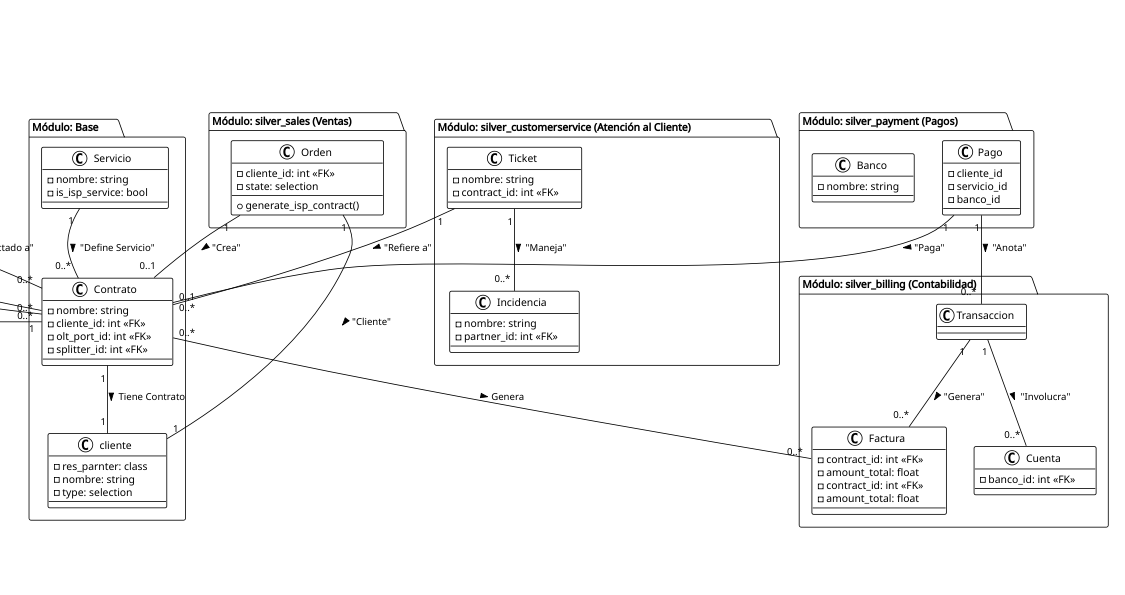 Módulo: Base
Servicio
nombre: string
is_isp_service: bool
1
"Define Servicio"
0..*
ctado a"
0..*
0..*
0..*
1
Contrato
nombre: string
cliente_id: int «FK»
olt_port_id: int «FK»
splitter_id: int «FK»
1
Tiene Contrato
1
cliente
res_parnter: class
nombre: string
type: selection
Módulo: silver_sales (Ventas)
Orden
cliente_id: int «FK»
state: selection
generate_isp_contract()
1
"Crea"
0..1
1
"Cliente"
1
Módulo: silver_customerservice (Atención al Cliente)
Ticket
nombre: string
contract_id: int «FK»
1
"Refiere a"
0..1
0..*
1
"Maneja"
0..*
Incidencia
nombre: string
partner_id: int «FK»
0..*
Genera
0..*
Módulo: silver_payment (Pagos)
Banco
nombre: string
Pago
cliente_id
servicio_id
banco_id
1
"Paga"
1
"Anota"
0..*
Módulo: silver_billing (Contabilidad)
Transaccion
1
"Genera"
0..*
1
"Involucra"
0..*
Factura
contract_id: int «FK»
amount_total: float
contract_id: int «FK»
amount_total: float
Cuenta
banco_id: int «FK»